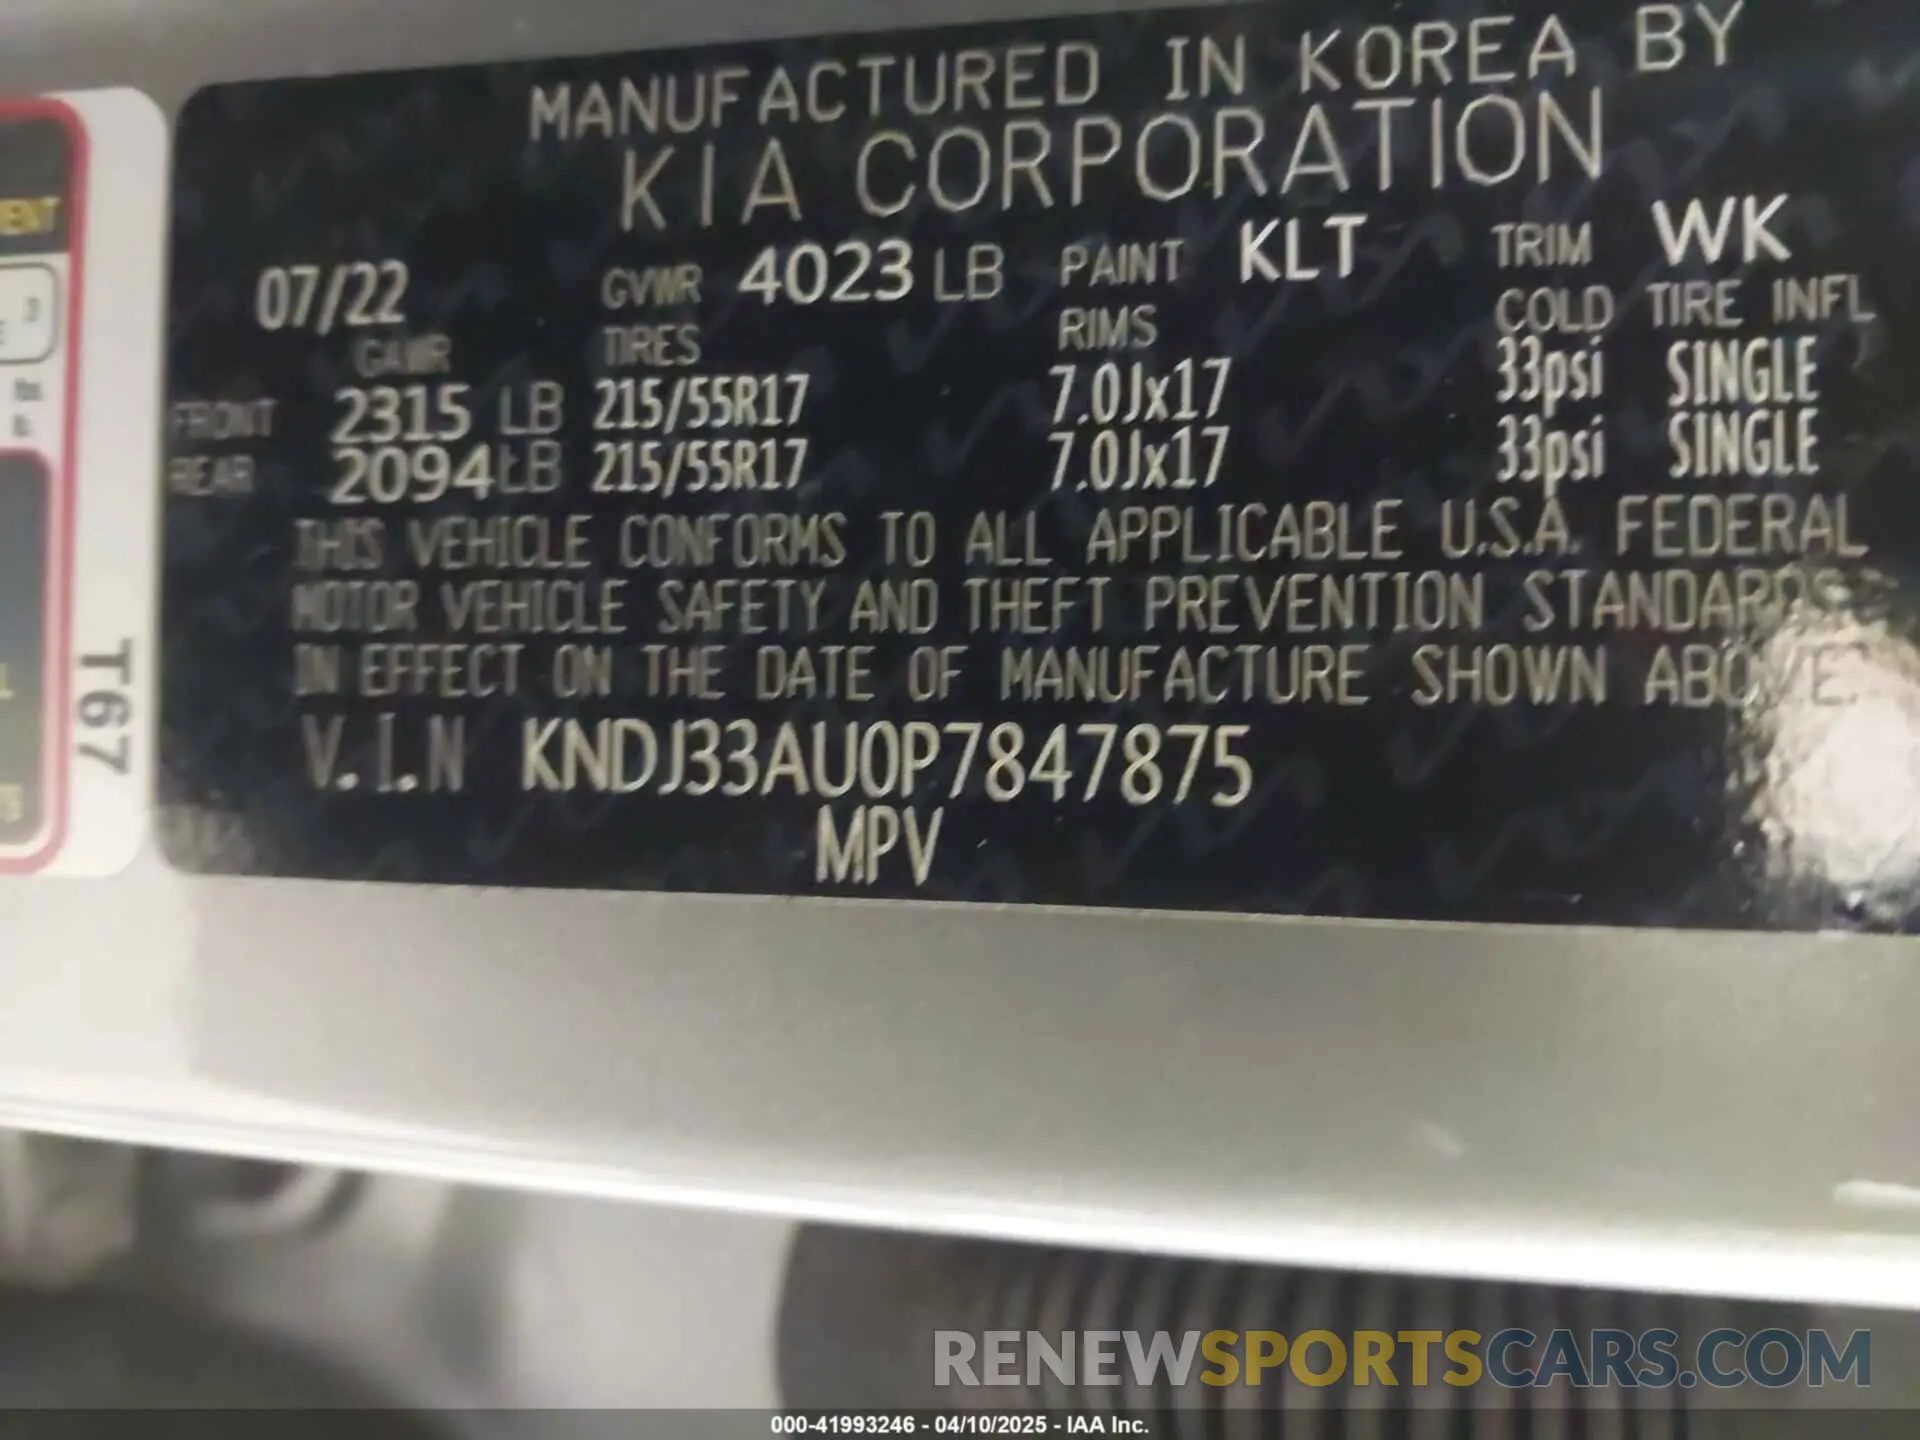 MANUFACTURED IN KOREA BY
KIA CORPORATION
07/22 GVWR 4023 LB PAINT KLT TRIM WK
GAWR TIRES RIMS COLD TIRE INFL
FRONT 2315 LB 215/55R17 7.0Jx17 33psi SINGLE
REAR 2094 LB 215/55R17 7.0Jx17 33psi SINGLE
THIS VEHICLE CONFORMS TO ALL APPLICABLE U.S.A. FEDERAL
MOTOR VEHICLE SAFETY AND THEFT PREVENTION STANDARDS
IN EFFECT ON THE DATE OF MANUFACTURE SHOWN ABOVE.
V.I.N KNDJ33AU0P7847875
MPV
T67
RENEWSPORTSCARS.COM
000-41993246 - 04/10/2025 - IAA Inc.